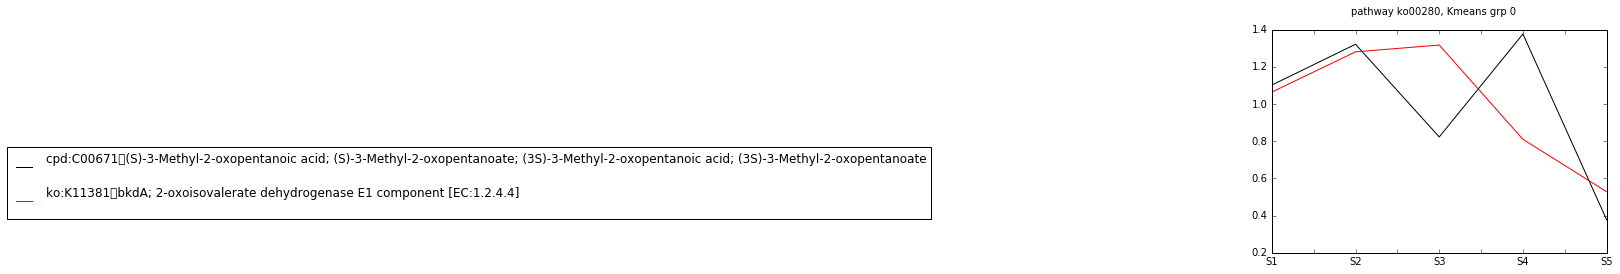 pathway ko00280, Kmeans grp 0
cpd:C00671▯(S)-3-Methyl-2-oxopentanoic acid; (S)-3-Methyl-2-oxopentanoate; (3S)-3-Methyl-2-oxopentanoic acid; (3S)-3-Methyl-2-oxopentanoate
ko:K11381▯bkdA; 2-oxoisovalerate dehydrogenase E1 component [EC:1.2.4.4]
1.4
1.2
1.0
0.8
0.6
0.4
0.2
S1 S2 S3 S4 S5